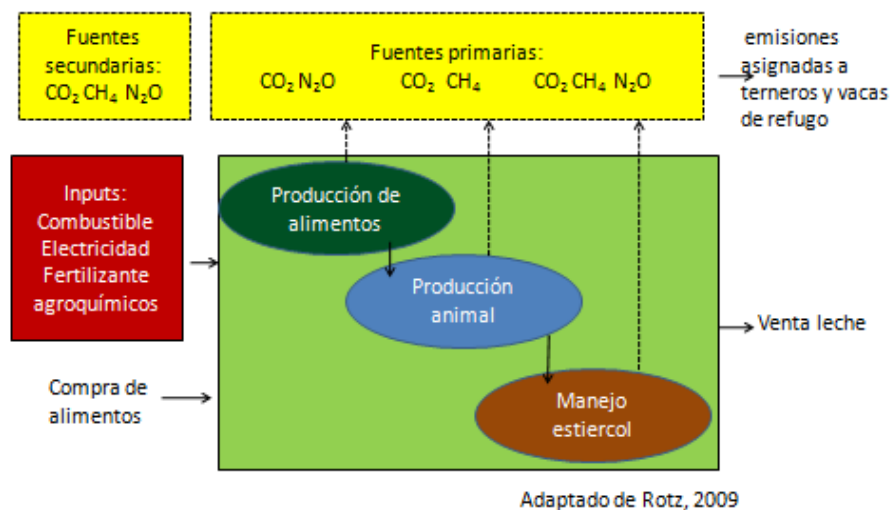 Fuentes
secundarias:
CO₂ CH₄ N₂O
Fuentes primarias:
CO₂ N₂O CO₂ CH₄ CO₂ CH₄ N₂O
emisiones
asignadas a
terneros y vacas
de refugo
Inputs:
Combustible
Electricidad
Fertilizante
agroquímicos
Producción de
alimentos
Producción
animal
Venta leche
Compra de
alimentos
Manejo
estiercol
Adaptado de Rotz, 2009